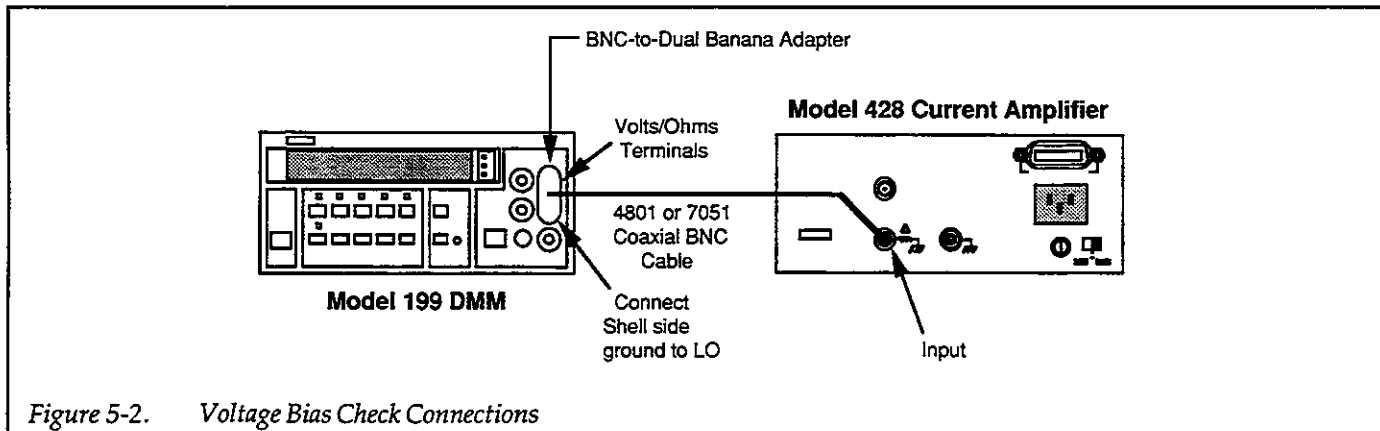 BNC-to-Dual Banana Adapter
Model 428 Current Amplifier
Volts/Ohms
Terminals
4801 or 7051
Coaxial BNC
Cable
Model 199 DMM
Connect
Shell side
ground to LO
Input
Figure 5-2. Voltage Bias Check Connections